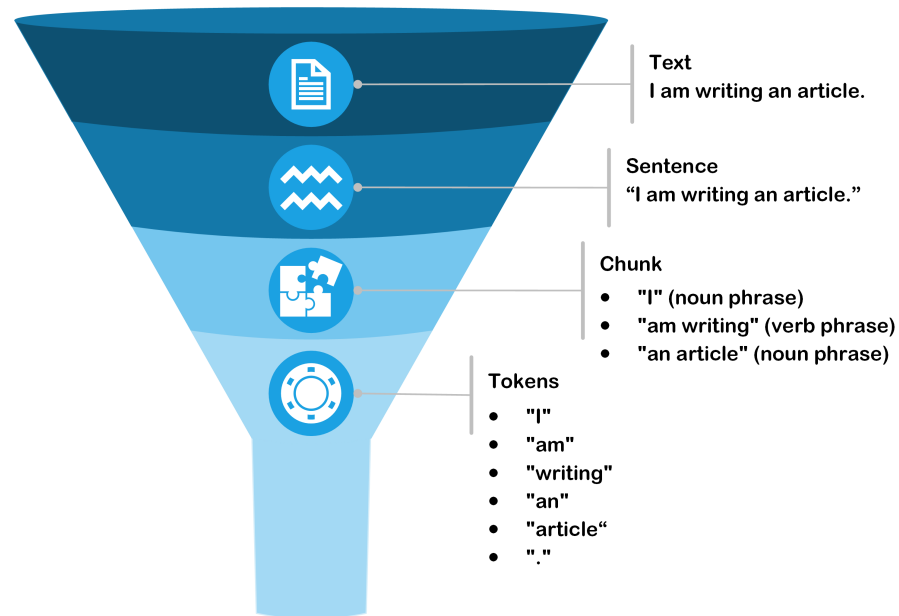 Text
I am writing an article.
Sentence
“I am writing an article.”
Chunk
• "I" (noun phrase)
• "am writing" (verb phrase)
• "an article" (noun phrase)
Tokens
• "I"
• "am"
• "writing"
• "an"
• "article“
• "."